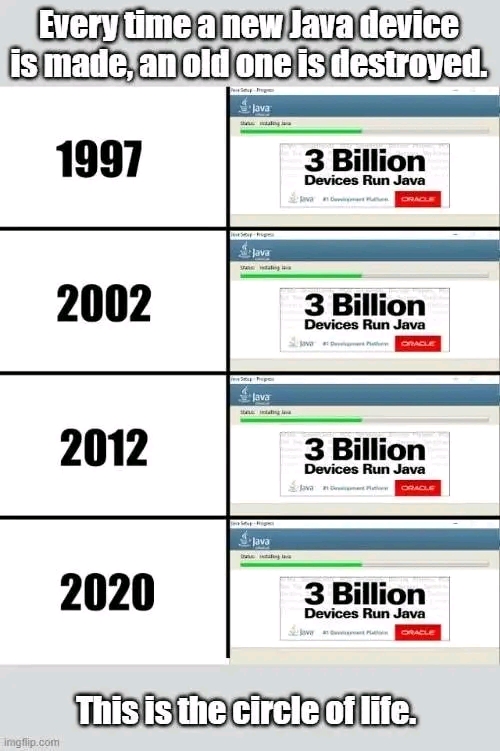 Every time a new Java device
is made, an old one is destroyed.
1997
Java Setup - Progress
Java
ORACLE
Status: Installing Java
3 Billion
Devices Run Java
Java #1 Development Platform ORACLE
2002
Java Setup - Progress
Java
Status: Installing Java
3 Billion
Devices Run Java
Java #1 Development Platform ORACLE
2012
Java Setup - Progress
Java
Status: Installing Java
3 Billion
Devices Run Java
Java #1 Development Platform ORACLE
2020
Java Setup - Progress
Java
ORACLE
Status: Installing Java
3 Billion
Devices Run Java
Java #1 Development Platform ORACLE
This is the circle of life.
imgflip.com